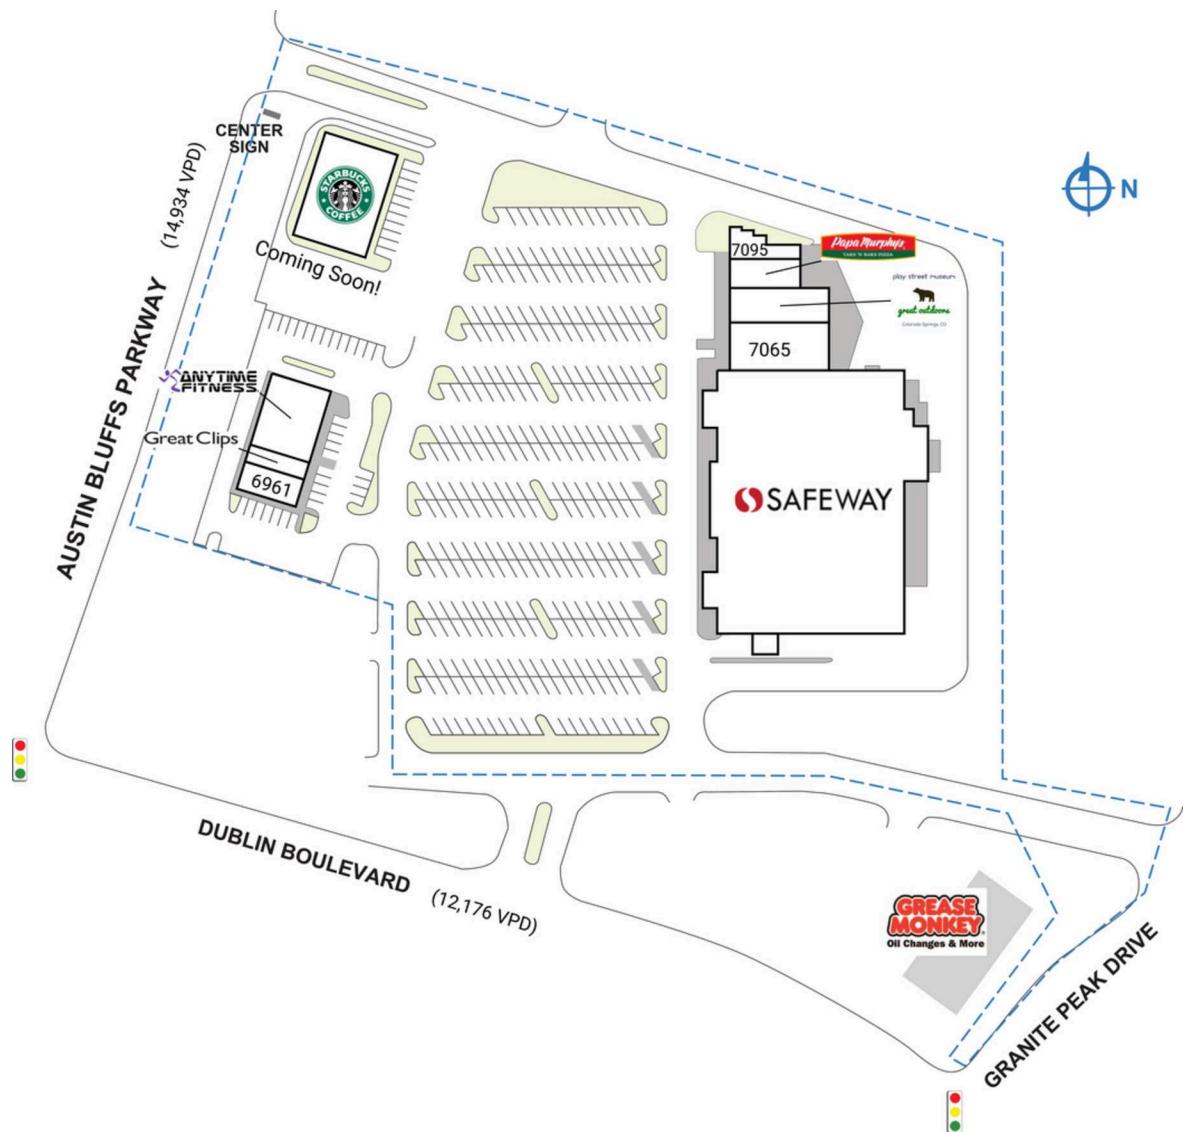 CENTER
SIGN
(14,934 VPD)
STARBUCKS
COFFEE
Coming Soon!
N
7095
Papa Murphy's
TAKE 'N' BAKE PIZZA
play street museum
great outdoors
Colorado Springs, CO
7065
AUSTIN BLUFFS PARKWAY
ANYTIME
FITNESS
Great Clips
6961
SAFEWAY
DUBLIN BOULEVARD
(12,176 VPD)
GREASE
MONKEY
Oil Changes & More
GRANITE PEAK DRIVE